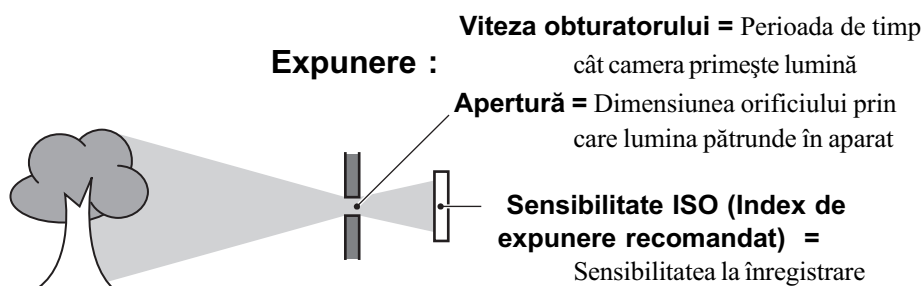 Expunere :
Viteza obturatorului = Perioada de timp
cât camera primeşte lumină
Apertură = Dimensiunea orificiului prin
care lumina pătrunde în aparat
Sensibilitate ISO (Index de
expunere recomandat) =
Sensibilitatea la înregistrare